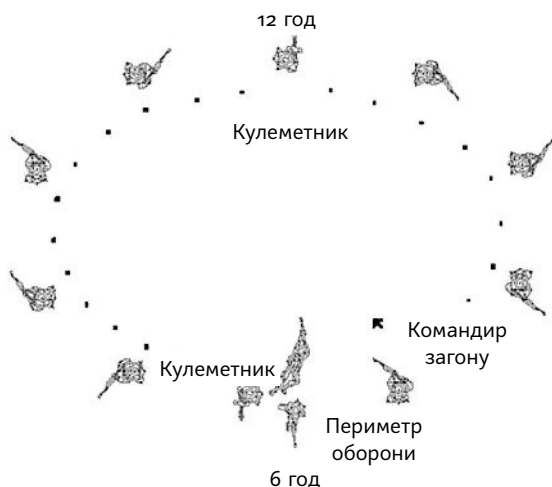 12 год
Кулеметник
Командир
загону
Кулеметник
Периметр
оборони
6 год